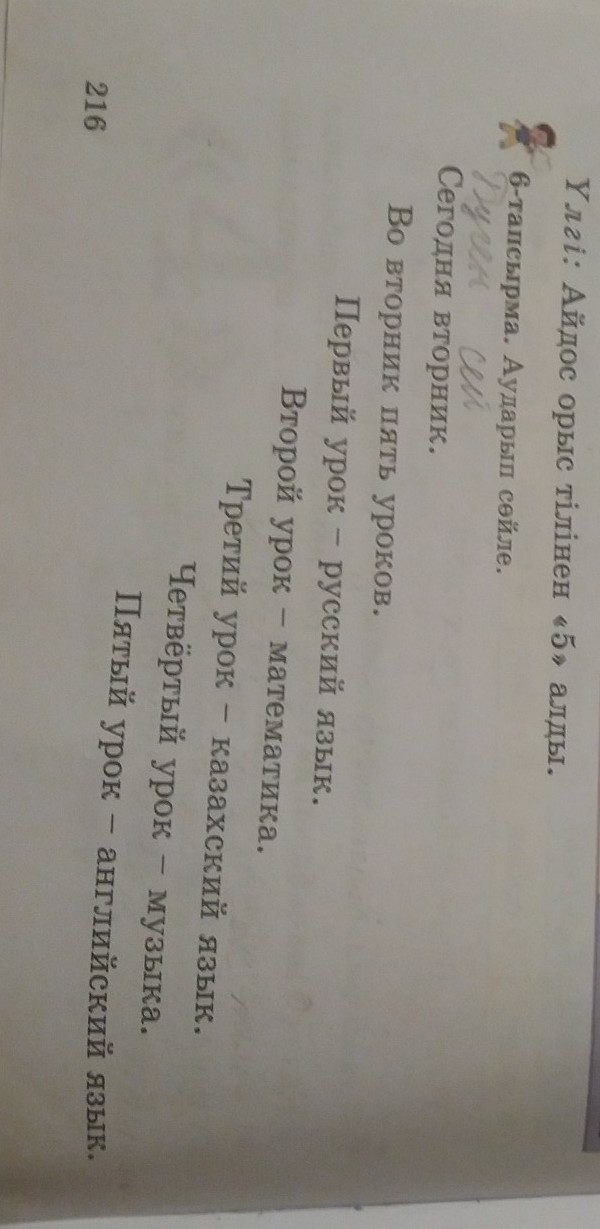 Үлгі: Айдос орыс тілінен «5» алды.
6-тапсырма. Аударып сөйле.
сей
Сегодня вторник.
Во вторник пять уроков.
Первый урок – русский язык.
Второй урок – математика.
Третий урок – казахский язык.
Четвёртый урок – музыка.
Пятый урок – английский язык.
216